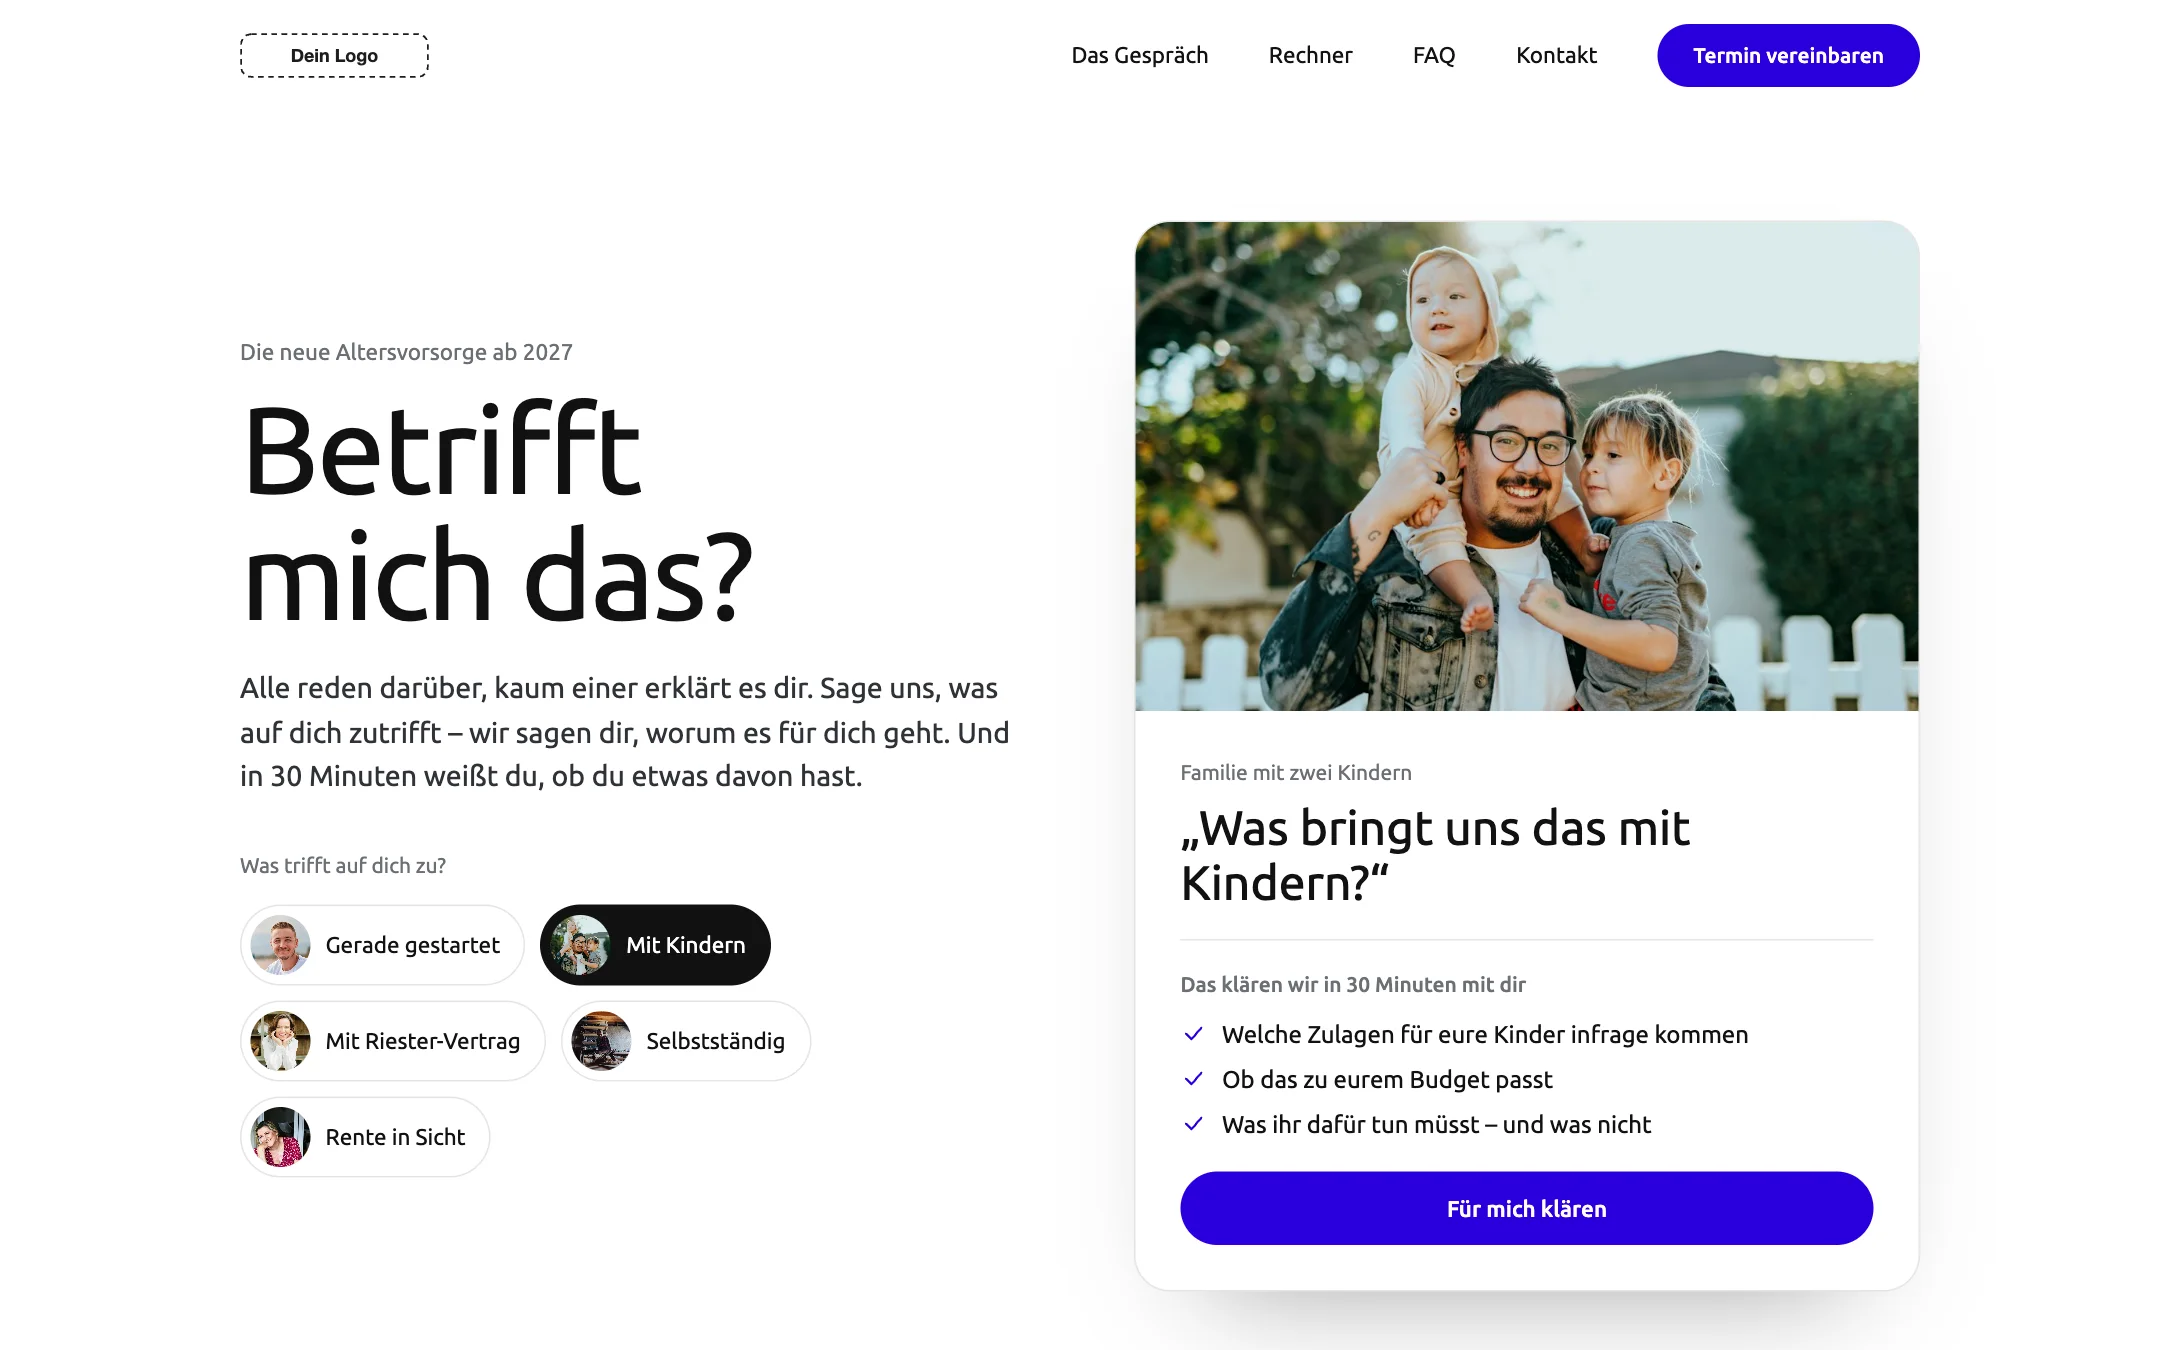 Dein Logo
Das Gespräch
Rechner
FAQ
Kontakt
Termin vereinbaren
Die neue Altersvorsorge ab 2027
Betrifft
mich das?
Alle reden darüber, kaum einer erklärt es dir. Sage uns, was
auf dich zutrifft – wir sagen dir, worum es für dich geht. Und
in 30 Minuten weißt du, ob du etwas davon hast.
Was trifft auf dich zu?
Gerade gestartet
Mit Kindern
Mit Riester-Vertrag
Selbstständig
Rente in Sicht
Familie mit zwei Kindern
„Was bringt uns das mit
Kindern?“
Das klären wir in 30 Minuten mit dir
Welche Zulagen für eure Kinder infrage kommen
Ob das zu eurem Budget passt
Was ihr dafür tun müsst – und was nicht
Für mich klären